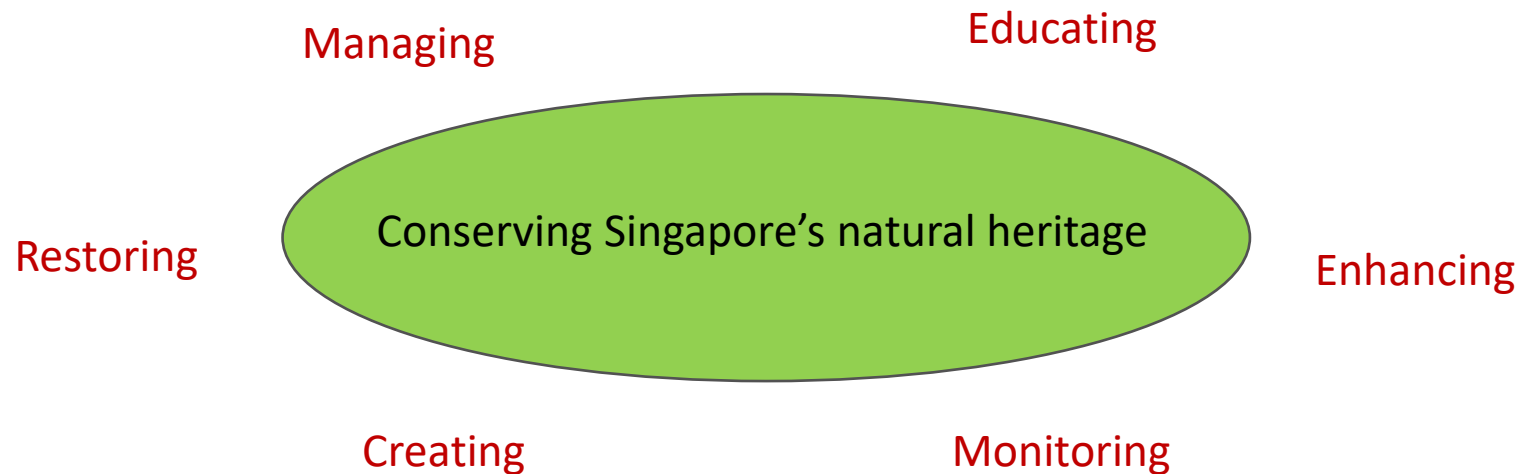 Managing
Educating
Conserving Singapore’s natural heritage
Restoring
Enhancing
Creating
Monitoring